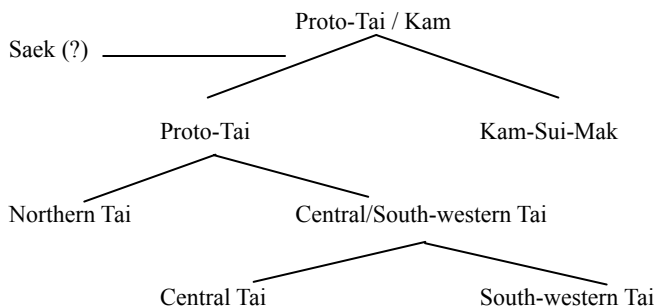 Proto-Tai / Kam
Saek (?)
Proto-Tai
Kam-Sui-Mak
Northern Tai
Central/South-western Tai
Central Tai
South-western Tai